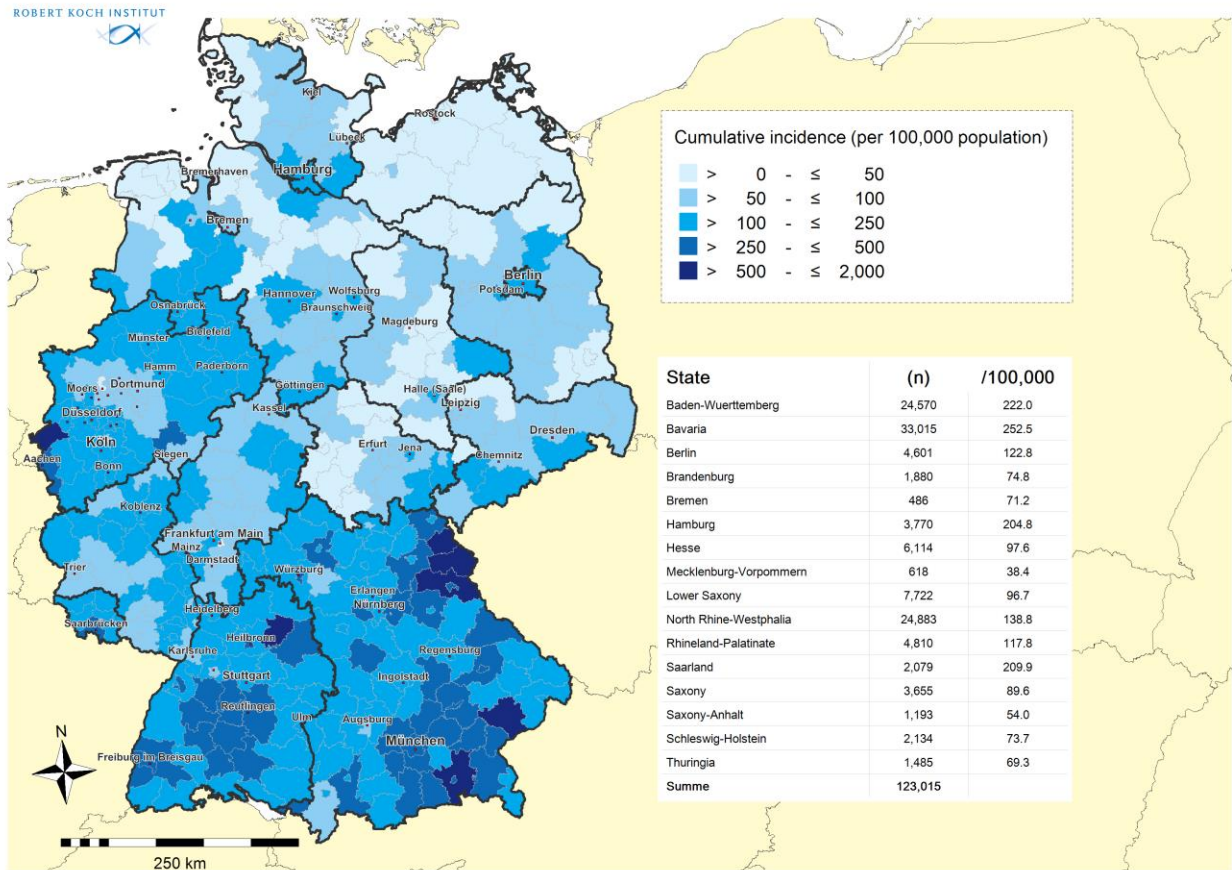 ROBERT KOCH INSTITUT
Kiel
Rostock
Lübeck
Hamburg
Bremerhaven
Bremen
Berlin
Potsdam
Hannover
Wolfsburg
Braunschweig
Osnabrück
Bielefeld
Magdeburg
Münster
Hamm
Paderborn
Moers
Dortmund
Göttingen
Halle (Saale)
Leipzig
Düsseldorf
Kassel
Dresden
Köln
Erfurt
Jena
Chemnitz
Aachen
Siegen
Bonn
Koblenz
Frankfurt am Main
Mainz
Darmstadt
Trier
Würzburg
Erlangen
Nürnberg
Heidelberg
Saarbrücken
Heilbronn
Karlsruhe
Regensburg
Stuttgart
Ingolstadt
Reutlingen
Ulm
Augsburg
München
Freiburg im Breisgau
N
250 km
Cumulative incidence (per 100,000 population)
> 0 - ≤ 50
> 50 - ≤ 100
> 100 - ≤ 250
> 250 - ≤ 500
> 500 - ≤ 2,000
State (n) /100,000
Baden-Wuerttemberg 24,570 222.0
Bavaria 33,015 252.5
Berlin 4,601 122.8
Brandenburg 1,880 74.8
Bremen 486 71.2
Hamburg 3,770 204.8
Hesse 6,114 97.6
Mecklenburg-Vorpommern 618 38.4
Lower Saxony 7,722 96.7
North Rhine-Westphalia 24,883 138.8
Rhineland-Palatinate 4,810 117.8
Saarland 2,079 209.9
Saxony 3,655 89.6
Saxony-Anhalt 1,193 54.0
Schleswig-Holstein 2,134 73.7
Thuringia 1,485 69.3
Summe 123,015